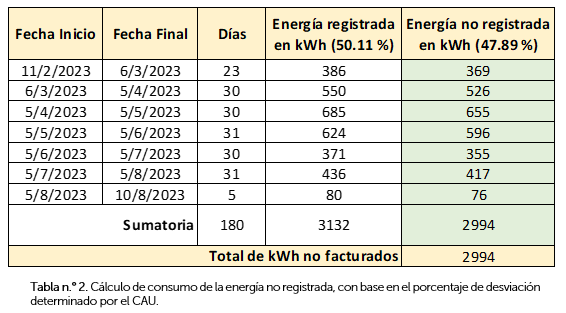 Fecha Inicio Fecha Final Días Energía registrada en kWh (50.11 %) Energía no registrada en kWh (47.89 %)
11/2/2023 6/3/2023 23 386 369
6/3/2023 5/4/2023 30 550 526
5/4/2023 5/5/2023 30 685 655
5/5/2023 5/6/2023 31 624 596
5/6/2023 5/7/2023 30 371 355
5/7/2023 5/8/2023 31 436 417
5/8/2023 10/8/2023 5 80 76
Sumatoria 180 3132 2994
Total de kWh no facturados 2994
Tabla n.° 2. Cálculo de consumo de la energía no registrada, con base en el porcentaje de desviación
determinado por el CAU.